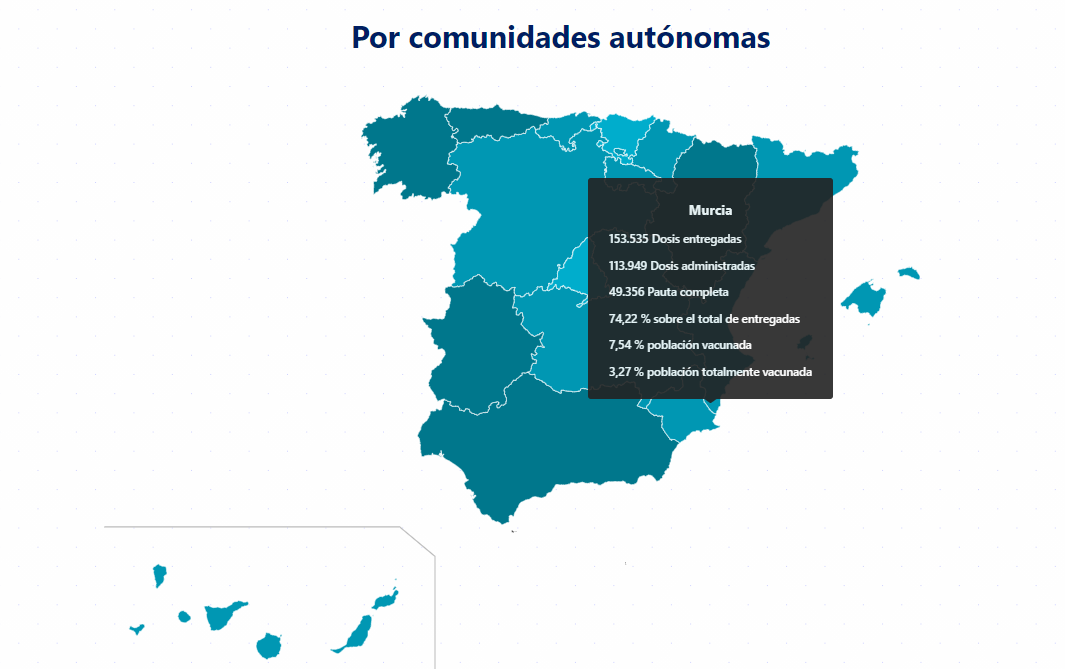 Por comunidades autónomas
Murcia
153.535 Dosis entregadas
113.949 Dosis administradas
49.356 Pauta completa
74,22 % sobre el total de entregadas
7,54 % población vacunada
3,27 % población totalmente vacunada